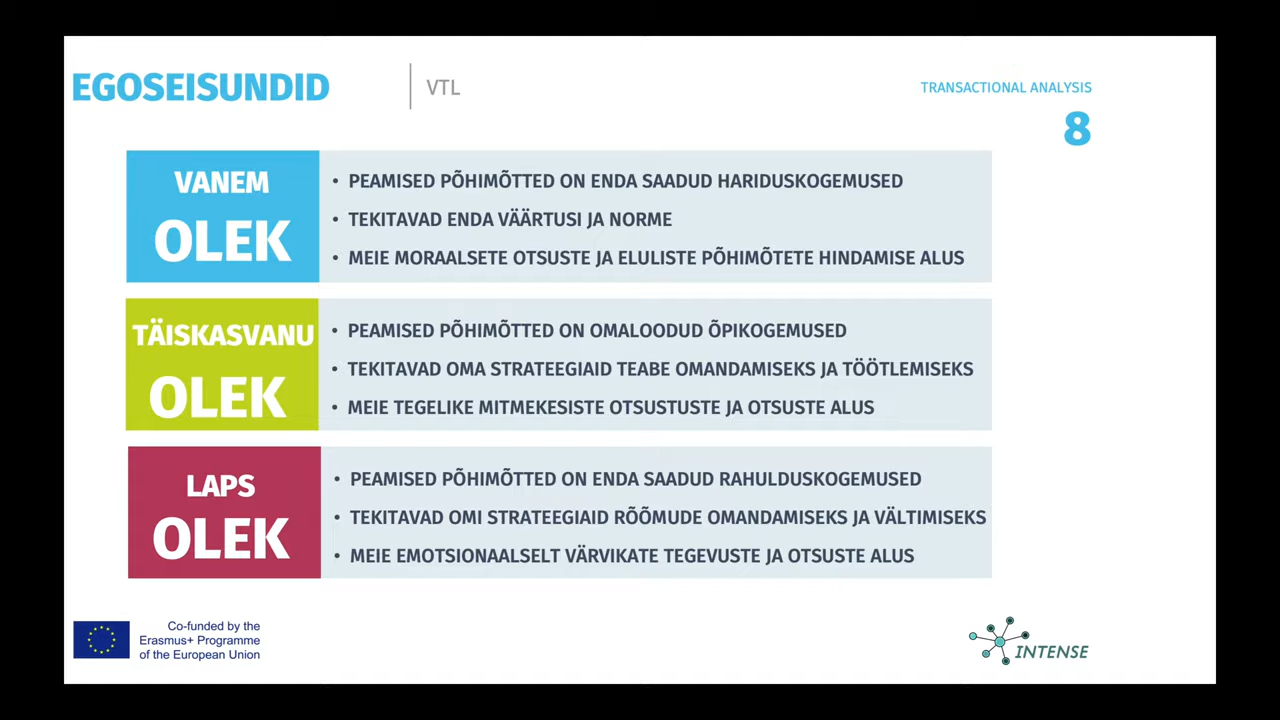 EGOSEISUNDID
VTL
TRANSACTIONAL ANALYSIS
8
VANEM
OLEK
• PEAMISED PÕHIMÕTTED ON ENDA SAADUD HARIDUSKOGEMUSED
• TEKITAVAD ENDA VÄÄRTUSI JA NORME
• MEIE MORAALSETE OTSUSTE JA ELULISTE PÕHIMÕTETE HINDAMISE ALUS
TÄISKASVANU
OLEK
• PEAMISED PÕHIMÕTTED ON OMALOODUD ÕPIKOGEMUSED
• TEKITAVAD OMA STRATEEGIAID TEABE OMANDAMISEKS JA TÖÖTLEMISEKS
• MEIE TEGELIKE MITMEKESISTE OTSUSTUSTE JA OTSUSTE ALUS
LAPS
OLEK
• PEAMISED PÕHIMÕTTED ON ENDA SAADUD RAHULDUSKOGEMUSED
• TEKITAVAD OMI STRATEEGIAID RÕÕMUDE OMANDAMISEKS JA VÄLTIMISEKS
• MEIE EMOTSIONAALSELT VÄRVIKATE TEGEVUSTE JA OTSUSTE ALUS
Co-funded by the
Erasmus+ Programme
of the European Union
INTENSE